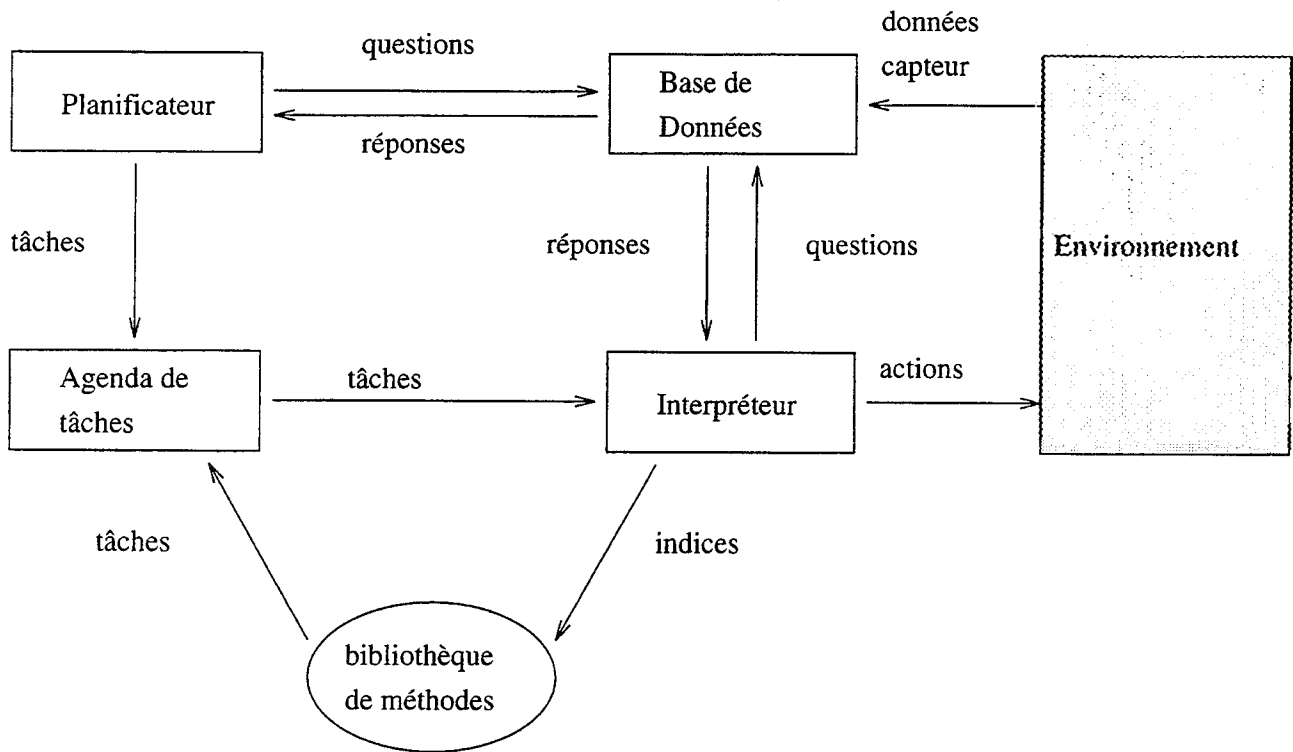 questions
données
capteur
Planificateur
Base de
Données
réponses
tâches
réponses
questions
Environnement
Agenda de
tâches
tâches
Interpréteur
actions
tâches
indices
bibliothèque
de méthodes